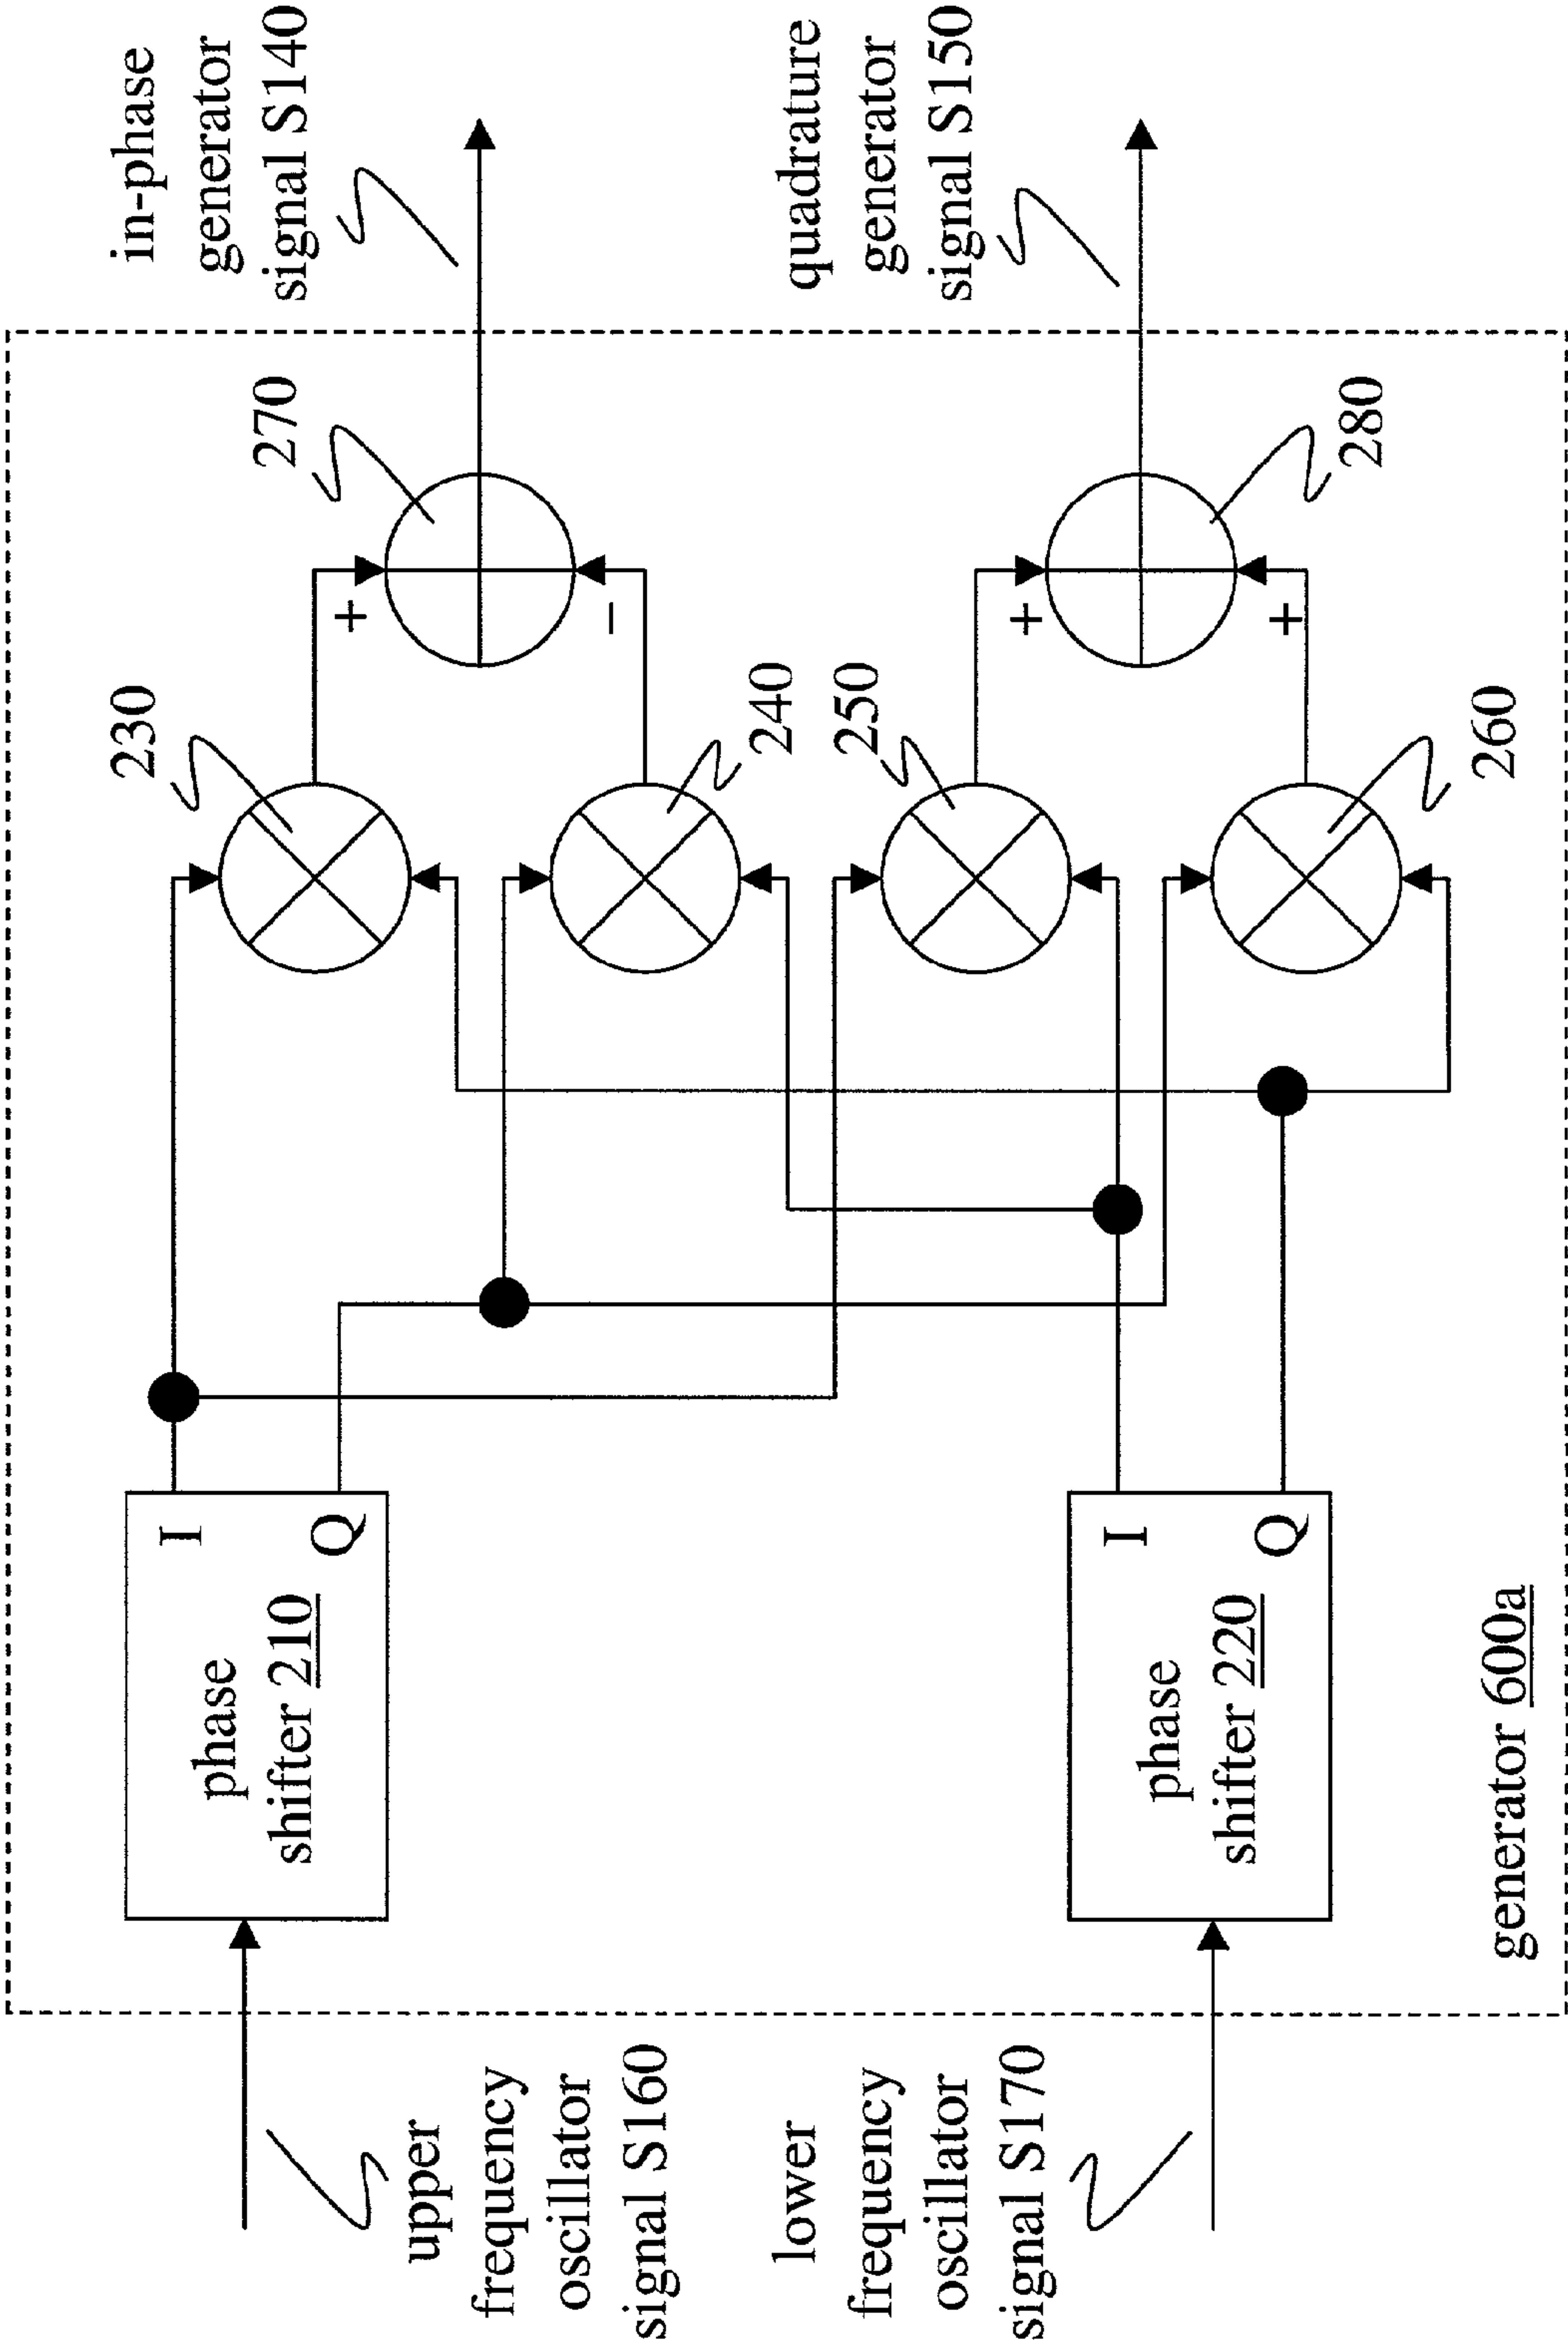 upper
frequency
oscillator
signal S160
lower
frequency
oscillator
signal S170
phase
shifter 210
I
Q
phase
shifter 220
I
Q
230
240
250
260
+
−
+
+
270
280
in-phase
generator
signal S140
quadrature
generator
signal S150
generator 600a